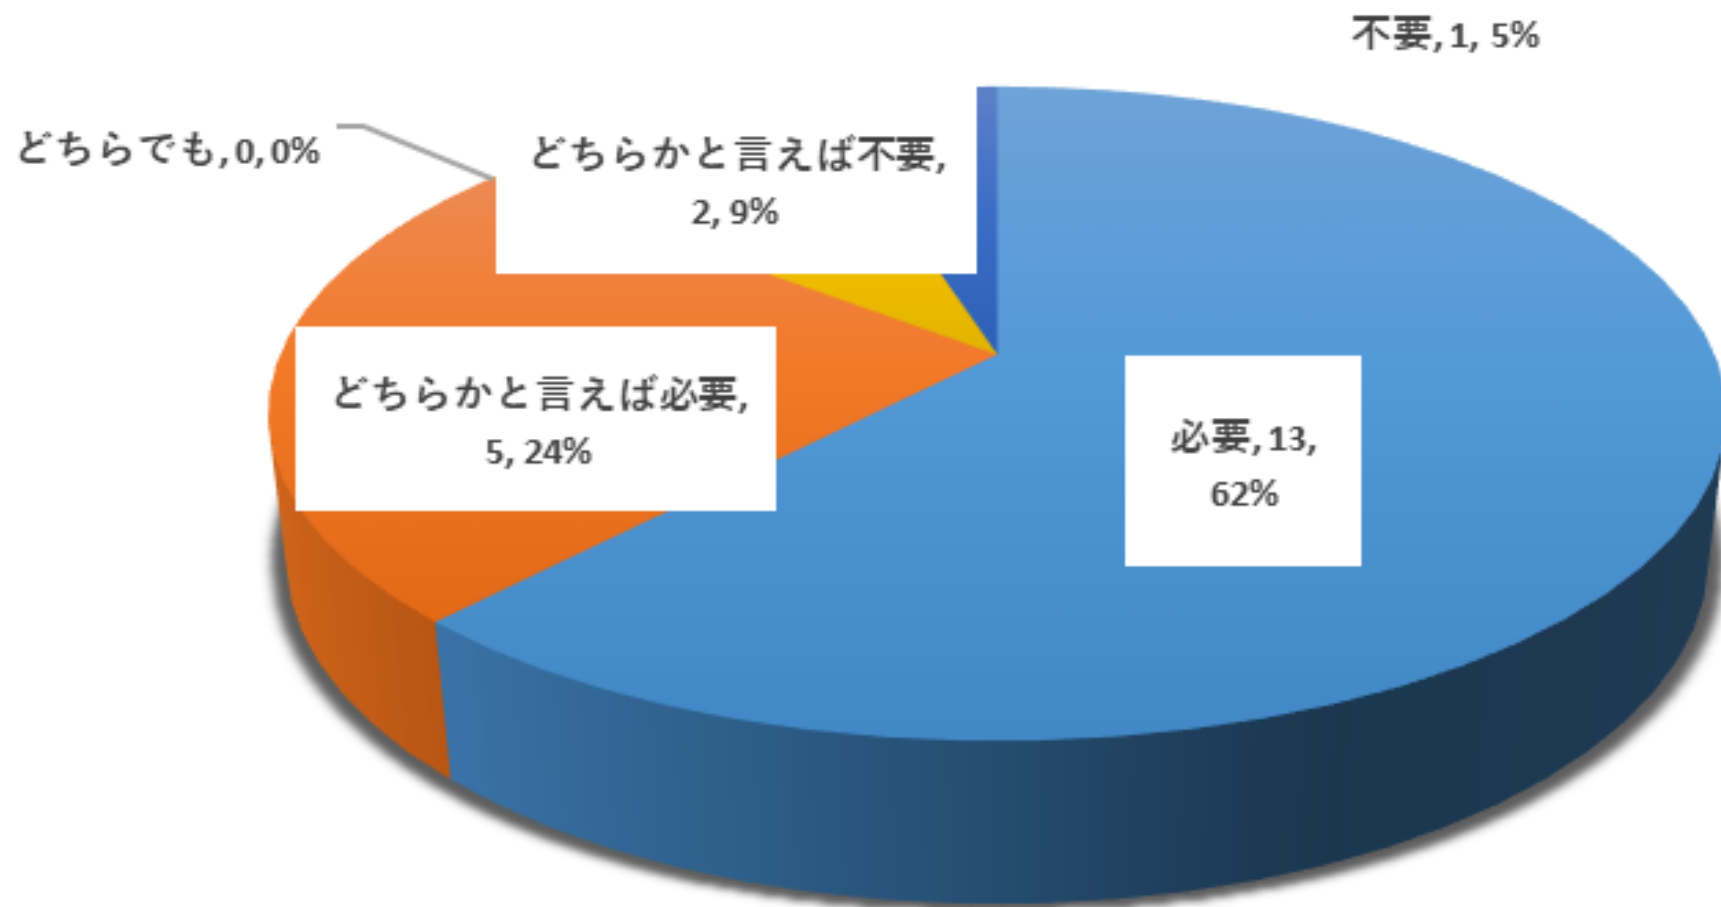 不要, 1, 5%
どちらでも, 0, 0%
どちらかと言えば不要,
2, 9%
どちらかと言えば必要,
5, 24%
必要, 13,
62%